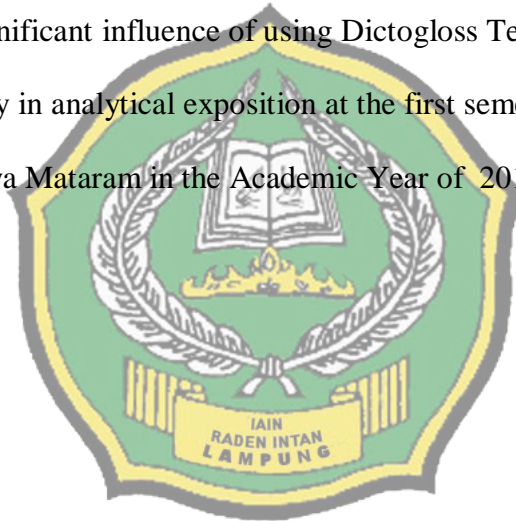 nificant influence of using Dictogloss Te
y in analytical exposition at the first seme
Mataram in the Academic Year of 201
IAIN
RADEN INTAN
LAMPUNG